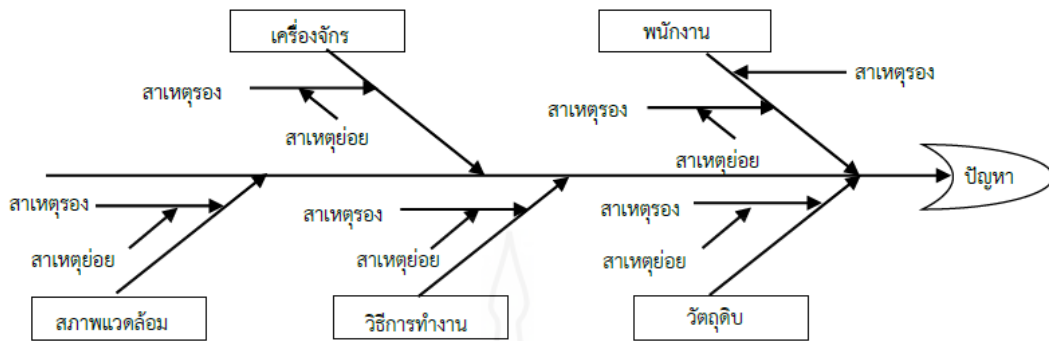 เครื่องจักร
พนักงาน
สาเหตุรอง
สาเหตุรอง
สาเหตุรอง
สาเหตุย่อย
สาเหตุย่อย
ปัญหา
สาเหตุรอง
สาเหตุรอง
สาเหตุรอง
สาเหตุย่อย
สาเหตุย่อย
สาเหตุย่อย
สภาพแวดล้อม
วิธีการทำงาน
วัตถุดิบ